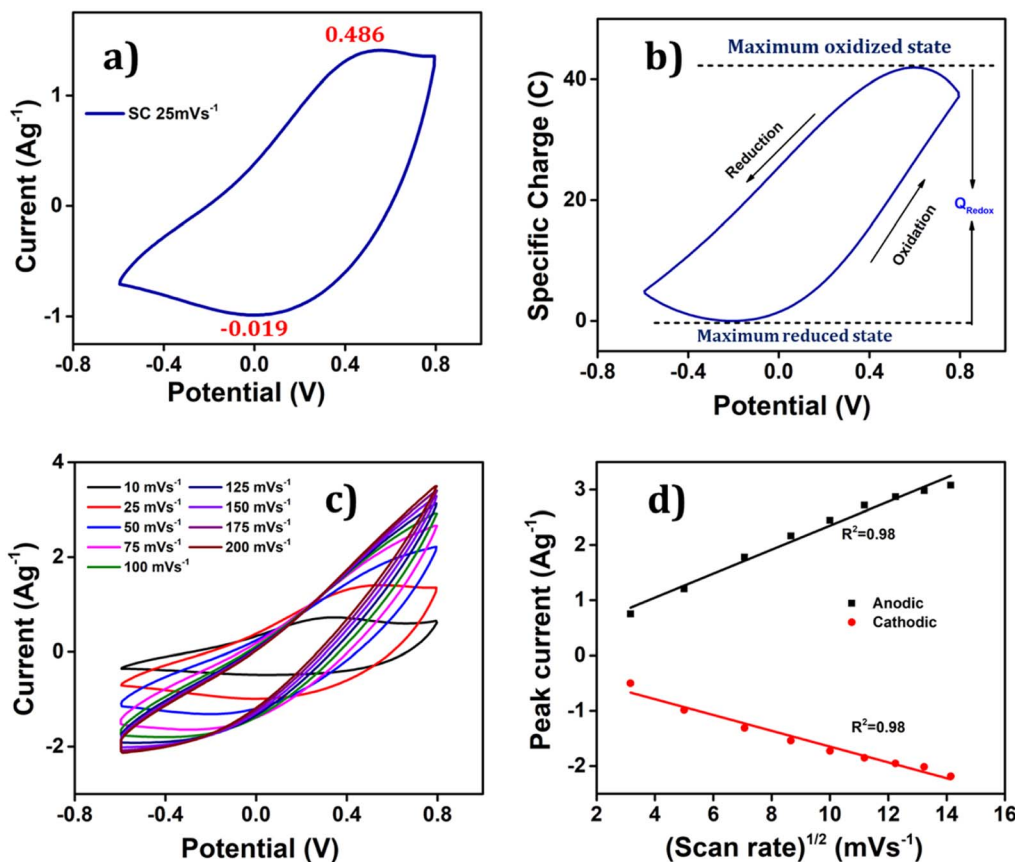 a)
0.486
SC 25mVs⁻¹
-0.019
1
0
-1
-0.8
-0.4
0.0
0.4
0.8
Current (Ag⁻¹)
Potential (V)
b)
Maximum oxidized state
Reduction
Oxidation
Q_Redox
Maximum reduced state
40
20
0
-0.8
-0.4
0.0
0.4
0.8
Specific Charge (C)
Potential (V)
c)
10 mVs⁻¹
25 mVs⁻¹
50 mVs⁻¹
75 mVs⁻¹
100 mVs⁻¹
125 mVs⁻¹
150 mVs⁻¹
175 mVs⁻¹
200 mVs⁻¹
4
2
0
-2
-0.8
-0.4
0.0
0.4
0.8
Current (Ag⁻¹)
Potential (V)
d)
R²=0.98
Anodic
Cathodic
R²=0.98
3
2
1
0
-1
-2
2
4
6
8
10
12
14
16
Peak current (Ag⁻¹)
(Scan rate)¹ᐟ² (mVs⁻¹)